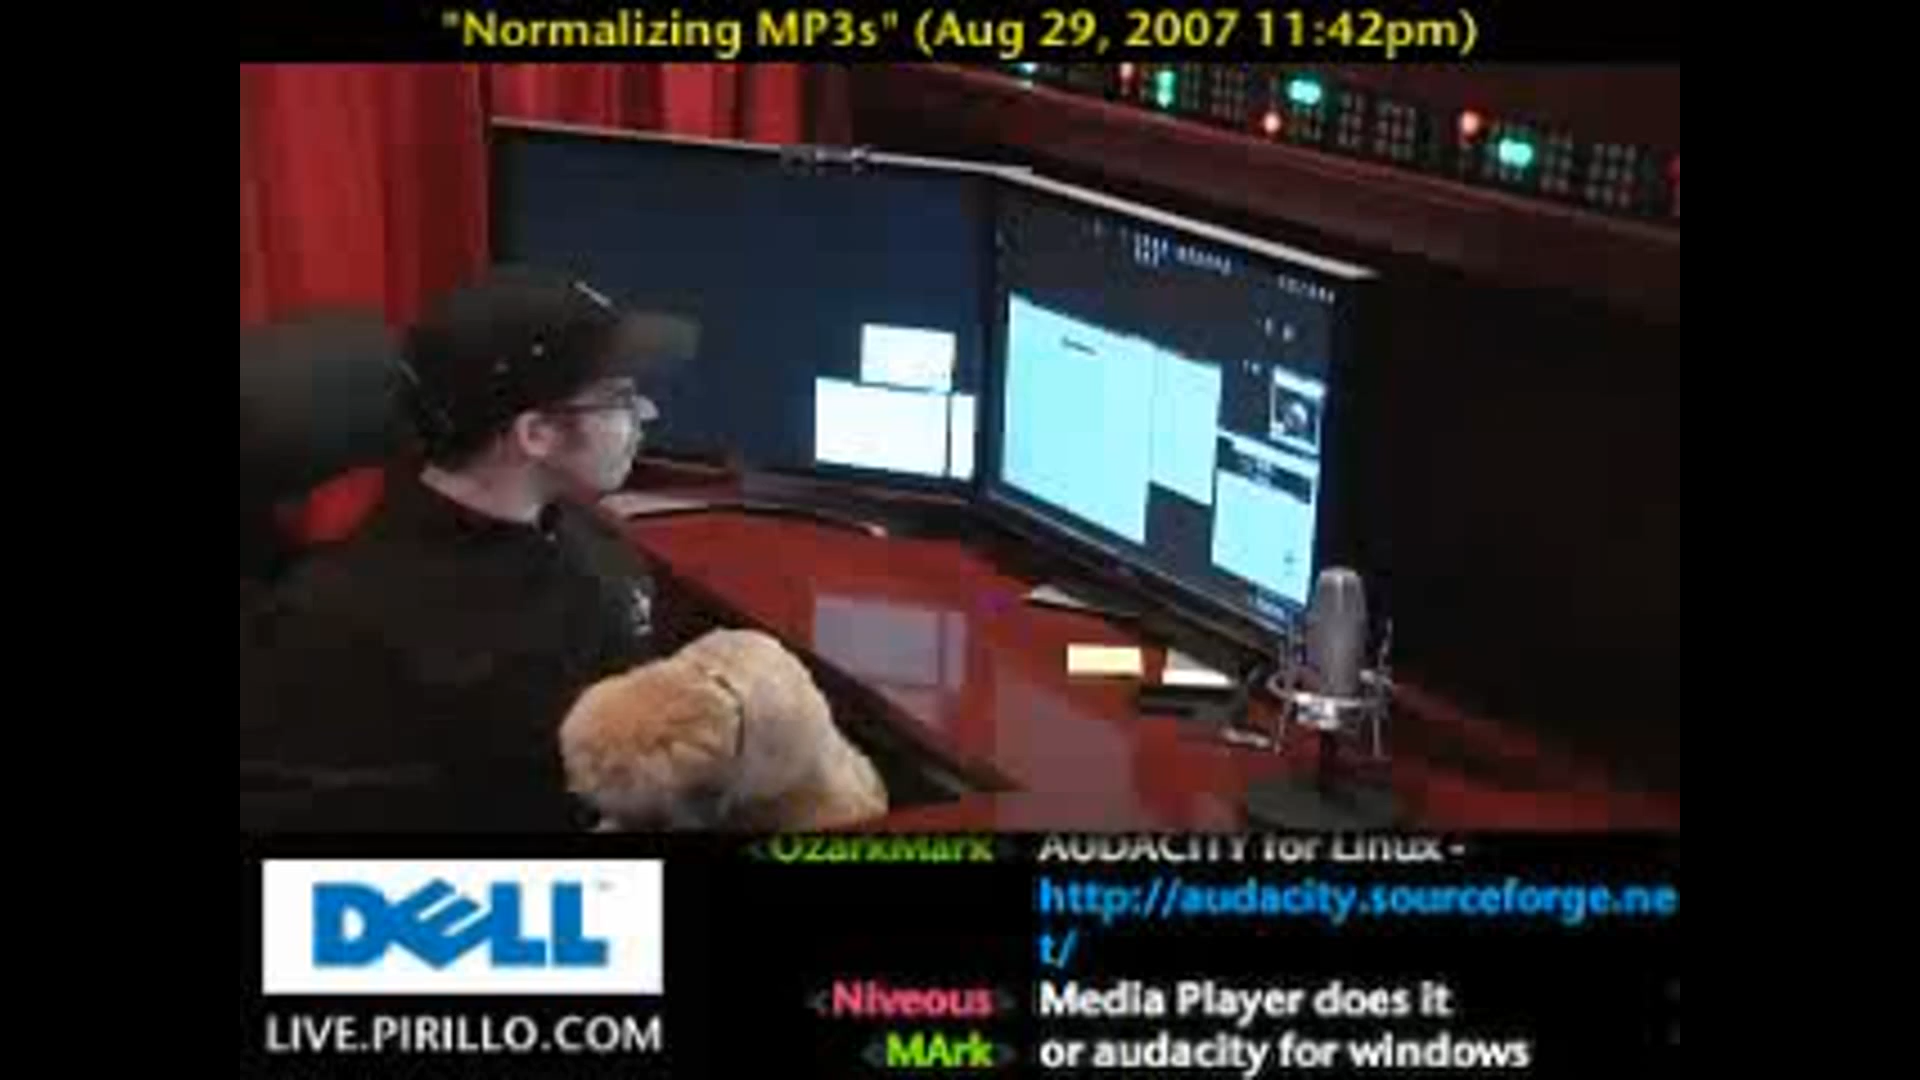 "Normalizing MP3s" (Aug 29, 2007 11:42pm)
DELL
LIVE.PIRILLO.COM
<OzarkMark> AUDACITY for Linux -
http://audacity.sourceforge.ne
t/
<Niveous> Media Player does it
<MArk> or audacity for windows